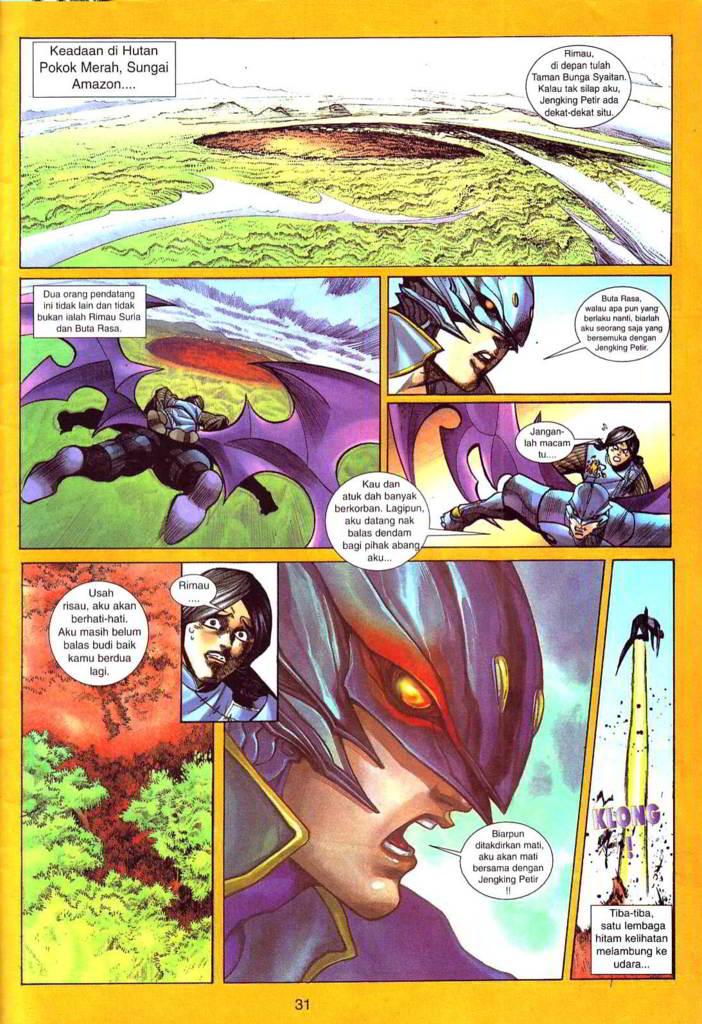 Keadaan di Hutan
Pokok Merah, Sungai
Amazon....
Rimau,
di depan tulah
Taman Bunga Syaitan.
Kalau tak silap aku,
Jengking Petir ada
dekat-dekat situ.
Dua orang pendatang
ini tidak lain dan tidak
bukan ialah Rimau Suria
dan Buta Rasa.
Buta Rasa,
walau apa pun yang
berlaku nanti, biarlah
aku seorang saja yang
bersemuka dengan
Jengking Petir.
Jangan-
lah macam
tu....
Kau dan
atuk dah banyak
berkorban. Lagipun,
aku datang nak
balas dendam
bagi pihak abang
aku...
Usah
risau, aku akan
berhati-hati.
Aku masih belum
balas budi baik
kamu berdua
lagi.
Rimau
....
Biarpun
ditakdirkan mati,
aku akan mati
bersama dengan
Jengking Petir
!!
KLONG
!
Tiba-tiba,
satu lembaga
hitam kelihatan
melambung ke
udara...
31